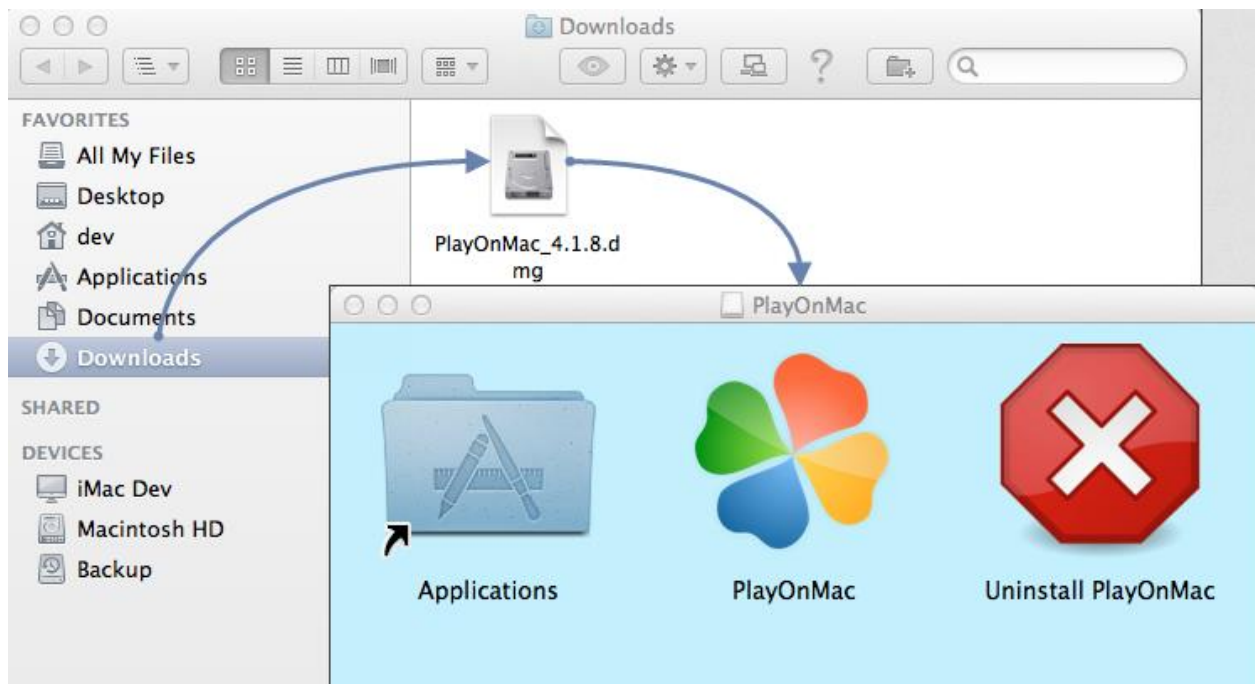 Downloads
FAVORITES
All My Files
Desktop
dev
Applications
Documents
Downloads
SHARED
DEVICES
iMac Dev
Macintosh HD
Backup
PlayOnMac_4.1.8.d
mg
PlayOnMac
Applications
PlayOnMac
Uninstall PlayOnMac